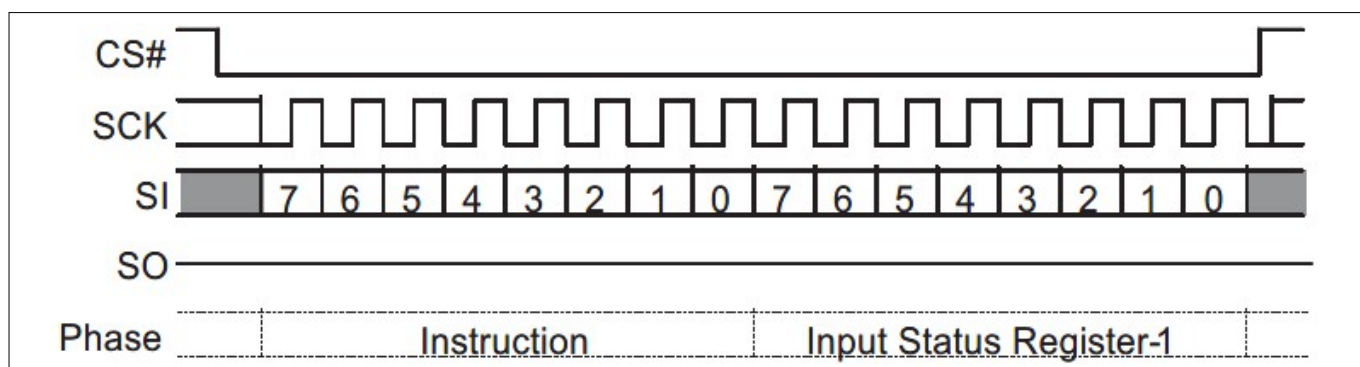 CS#
SCK
SI 7 6 5 4 3 2 1 0 7 6 5 4 3 2 1 0
SO
Phase Instruction Input Status Register-1